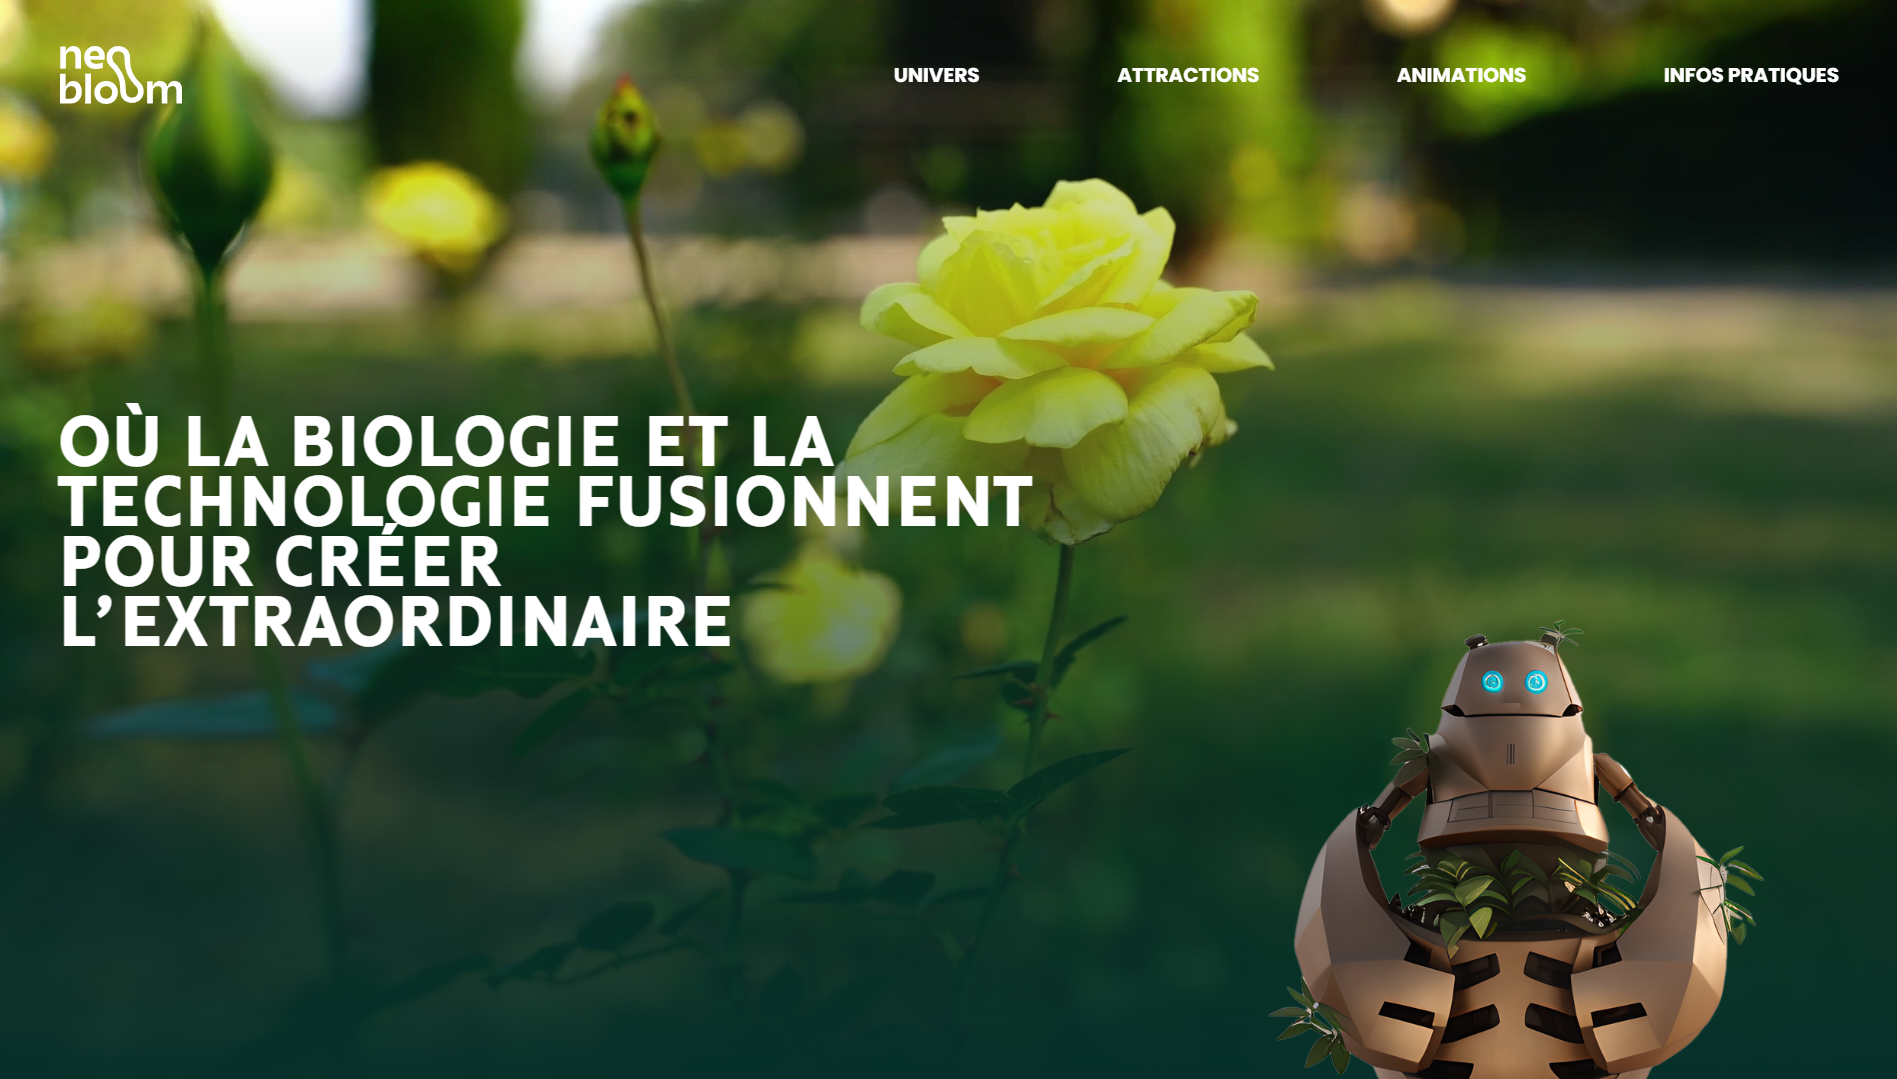 neo
bloom
UNIVERS
ATTRACTIONS
ANIMATIONS
INFOS PRATIQUES
OÙ LA BIOLOGIE ET LA
TECHNOLOGIE FUSIONNENT
POUR CRÉER
L’EXTRAORDINAIRE